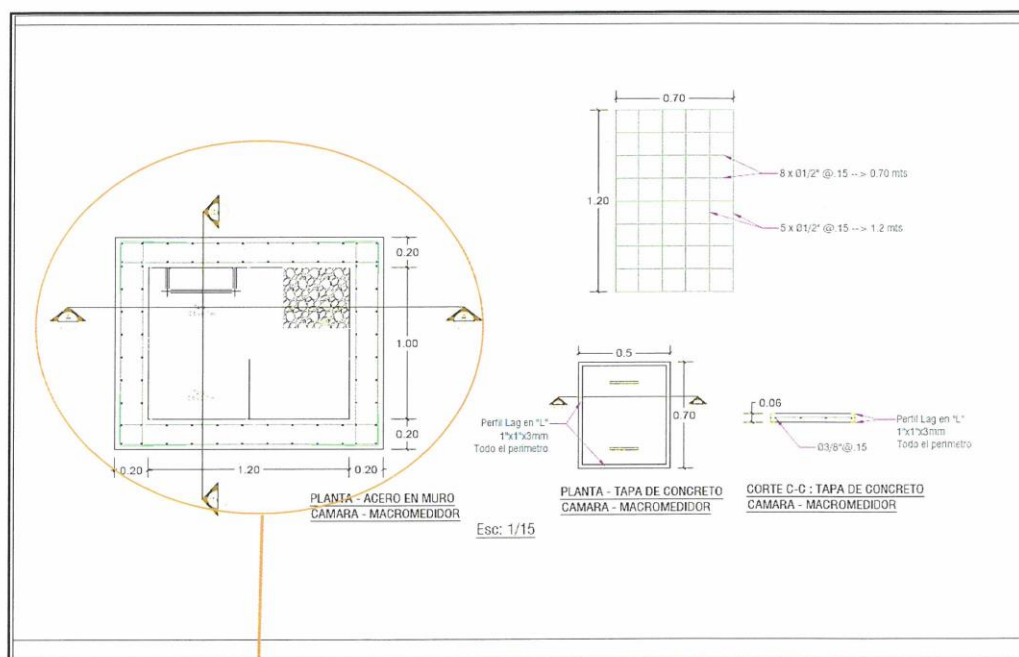 0.70
1.20
8 x Ø1/2" @.15 --> 0.70 mts
5 x Ø1/2" @.15 --> 1.2 mts
0.20
1.00
0.20
0.20
1.20
0.20
PLANTA - ACERO EN MURO
CAMARA - MACROMEDIDOR
Esc: 1/15
0.5
0.70
Perfil Lag en "L"
1"x1"x3mm
Todo el perimetro
PLANTA - TAPA DE CONCRETO
CAMARA - MACROMEDIDOR
0.06
Perfil Lag en "L"
1"x1"x3mm
Todo el perimetro
Ø3/8"@.15
CORTE C-C : TAPA DE CONCRETO
CAMARA - MACROMEDIDOR